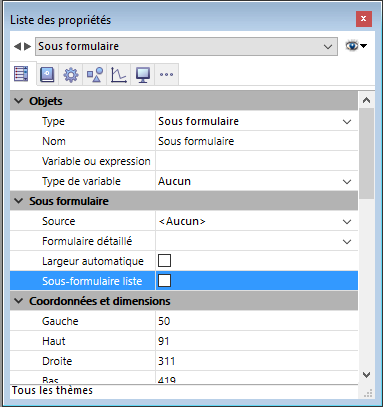 Liste des propriétés
Sous formulaire
Objets
Type Sous formulaire
Nom Sous formulaire
Variable ou expression
Type de variable Aucun
Sous formulaire
Source <Aucun>
Formulaire détaillé
Largeur automatique
Sous-formulaire liste
Coordonnées et dimensions
Gauche 50
Haut 91
Droite 311
Bas 419
Tous les thèmes